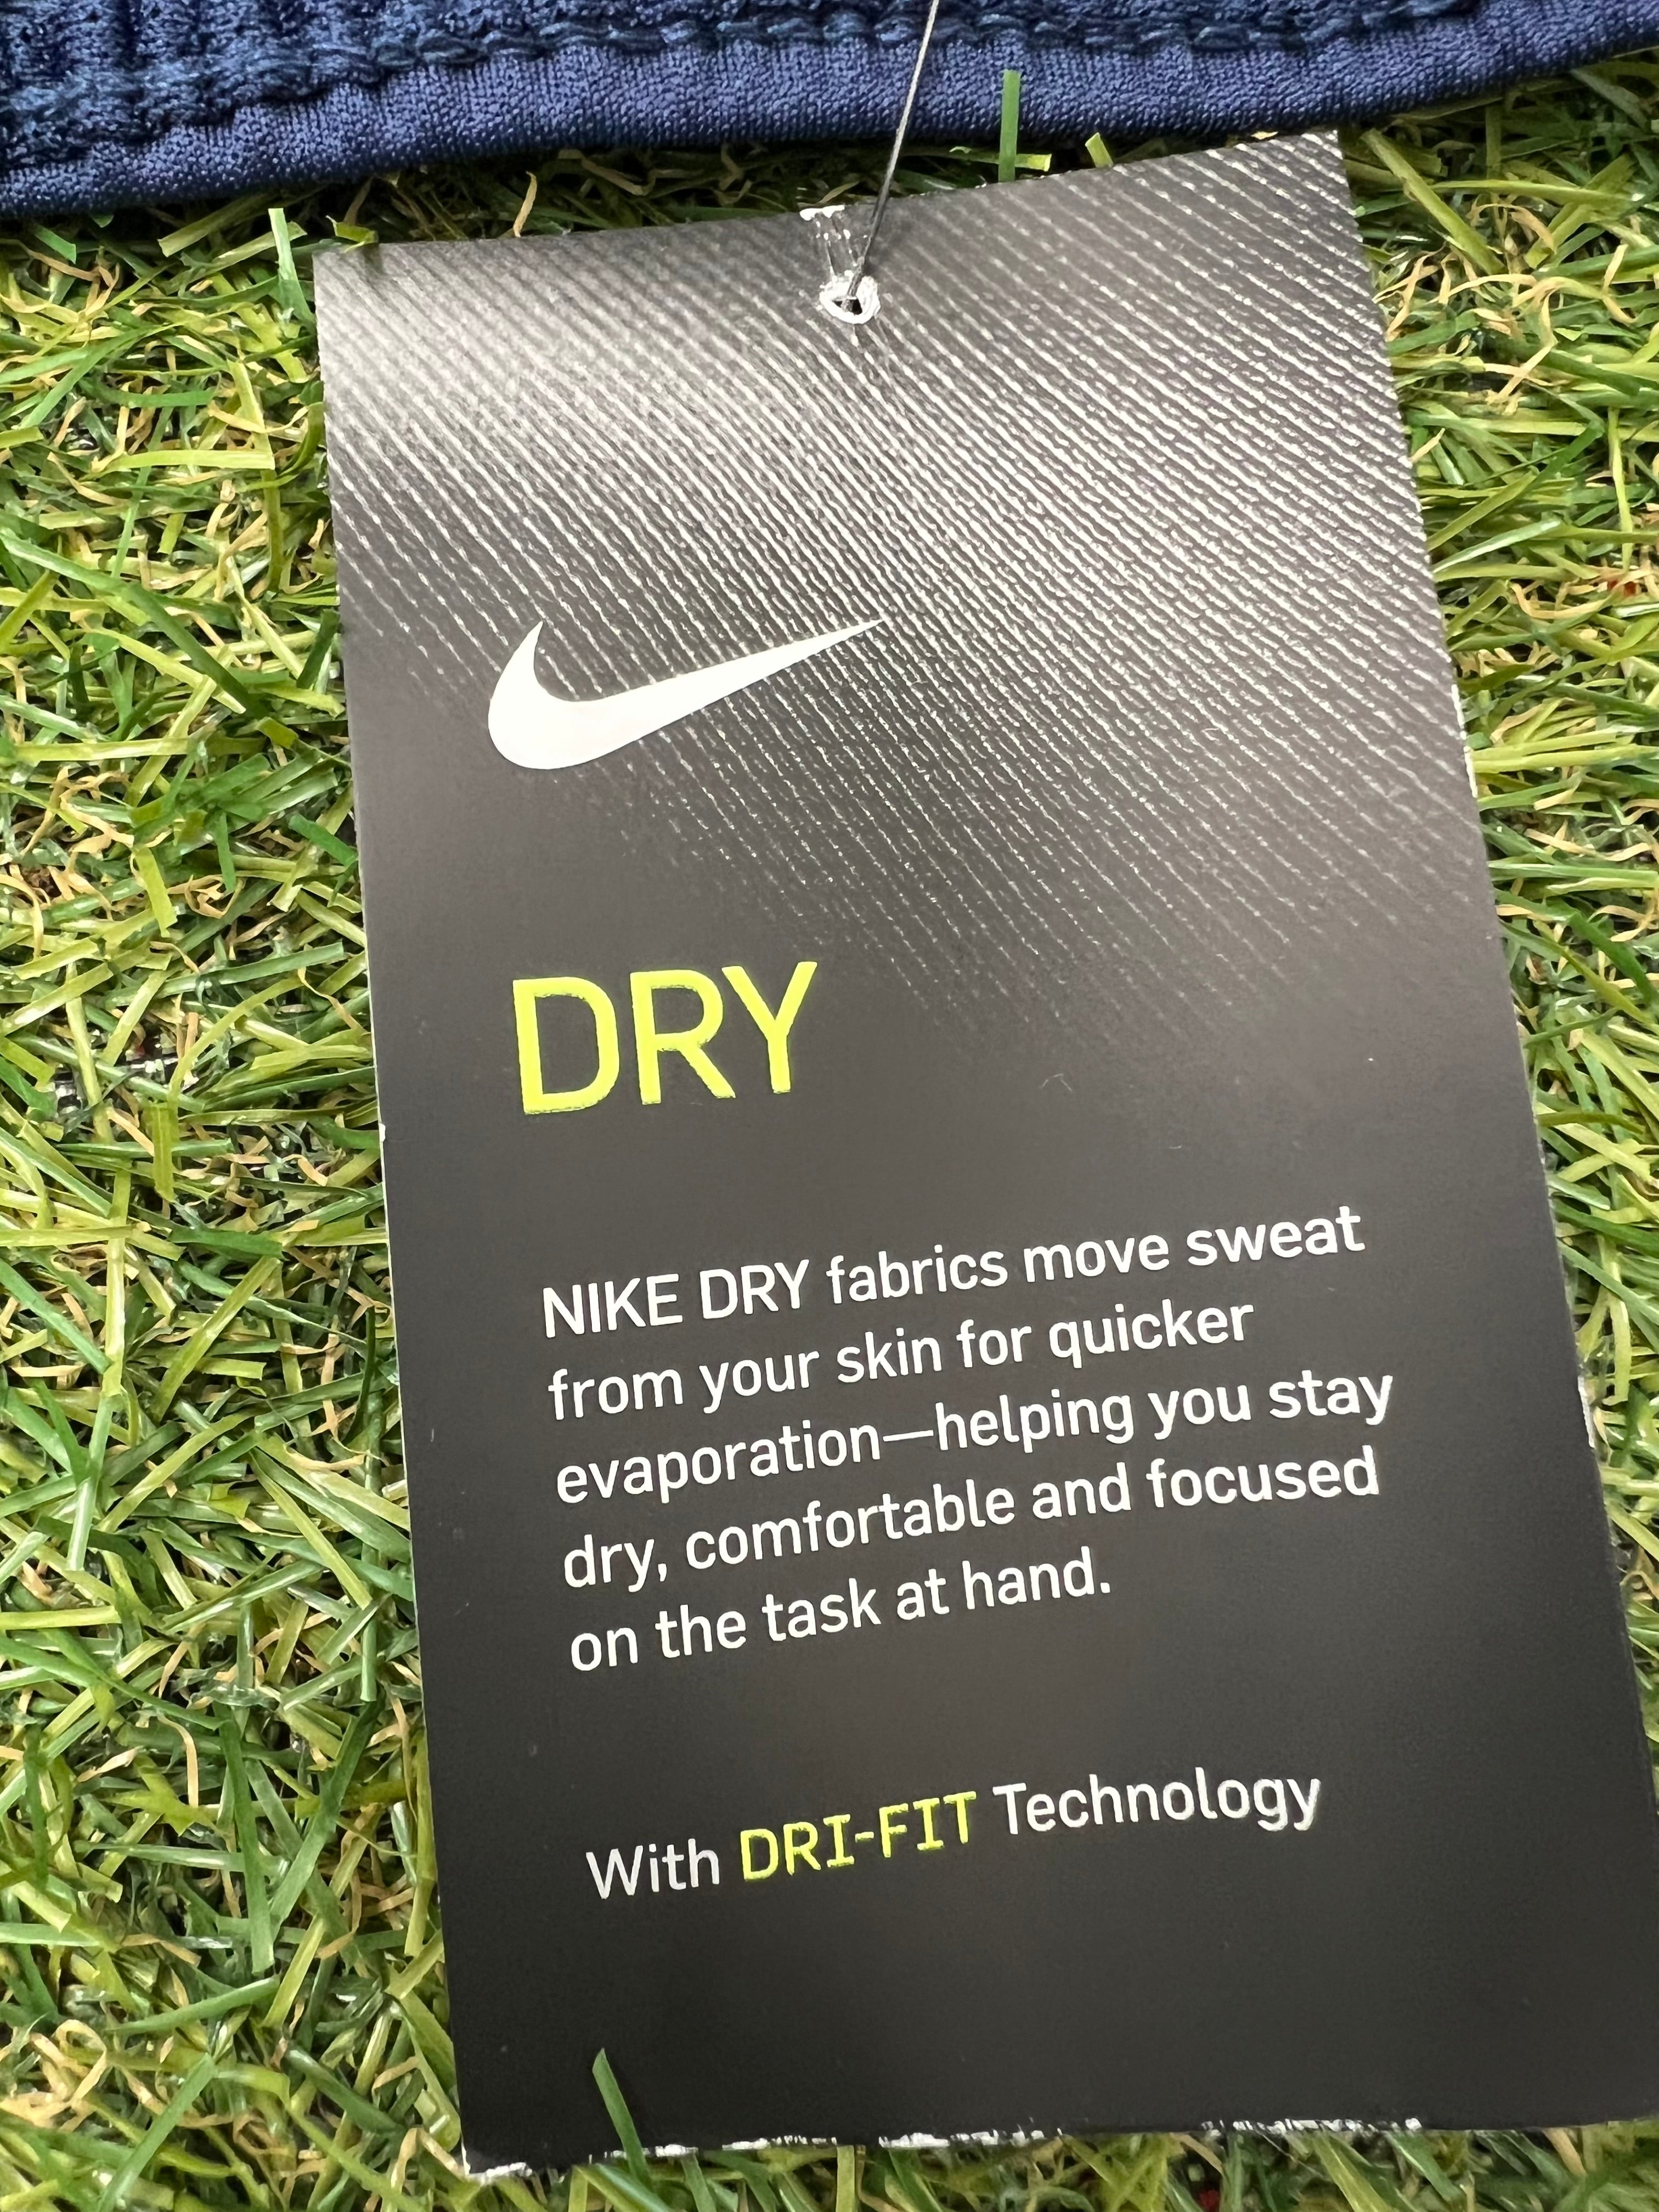 DRY
NIKE DRY fabrics move sweat
from your skin for quicker
evaporation—helping you stay
dry, comfortable and focused
on the task at hand.
With DRI-FIT Technology